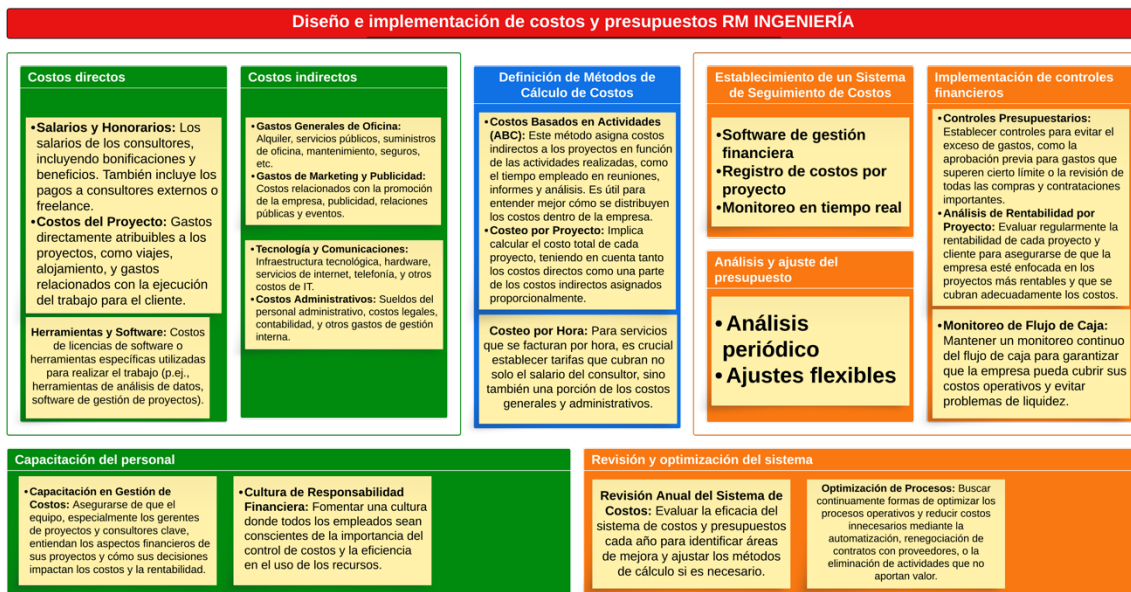 Diseño e implementación de costos y presupuestos RM INGENIERÍA
Costos directos
•Salarios y Honorarios: Los
salarios de los consultores,
incluyendo bonificaciones y
beneficios. También incluye los
pagos a consultores externos o
freelance.
•Costos del Proyecto: Gastos
directamente atribuibles a los
proyectos, como viajes,
alojamiento, y gastos
relacionados con la ejecución
del trabajo para el cliente.
Herramientas y Software: Costos
de licencias de software o
herramientas específicas utilizadas
para realizar el trabajo (p.ej.,
herramientas de análisis de datos,
software de gestión de proyectos).
Costos indirectos
•Gastos Generales de Oficina:
Alquiler, servicios públicos, suministros
de oficina, mantenimiento, seguros,
etc.
•Gastos de Marketing y Publicidad:
Costos relacionados con la promoción
de la empresa, publicidad, relaciones
públicas y eventos.
•Tecnología y Comunicaciones:
Infraestructura tecnológica, hardware,
servicios de internet, telefonía, y otros
costos de IT.
•Costos Administrativos: Sueldos del
personal administrativo, costos legales,
contabilidad, y otros gastos de gestión
interna.
Definición de Métodos de
Cálculo de Costos
•Costos Basados en Actividades
(ABC): Este método asigna costos
indirectos a los proyectos en función
de las actividades realizadas, como
el tiempo empleado en reuniones,
informes y análisis. Es útil para
entender mejor cómo se distribuyen
los costos dentro de la empresa.
•Costeo por Proyecto: Implica
calcular el costo total de cada
proyecto, teniendo en cuenta tanto
los costos directos como una parte
de los costos indirectos asignados
proporcionalmente.
Costeo por Hora: Para servicios
que se facturan por hora, es crucial
establecer tarifas que cubran no
solo el salario del consultor, sino
también una porción de los costos
generales y administrativos.
Establecimiento de un Sistema
de Seguimiento de Costos
•Software de gestión
financiera
•Registro de costos por
proyecto
•Monitoreo en tiempo real
Análisis y ajuste del
presupuesto
•Análisis
periódico
•Ajustes flexibles
Implementación de controles
financieros
•Controles Presupuestarios:
Establecer controles para evitar el
exceso de gastos, como la
aprobación previa para gastos que
superen cierto límite o la revisión de
todas las compras y contrataciones
importantes.
•Análisis de Rentabilidad por
Proyecto: Evaluar regularmente la
rentabilidad de cada proyecto y
cliente para asegurarse de que la
empresa esté enfocada en los
proyectos más rentables y que se
cubran adecuadamente los costos.
•Monitoreo de Flujo de Caja:
Mantener un monitoreo continuo
del flujo de caja para garantizar
que la empresa pueda cubrir sus
costos operativos y evitar
problemas de liquidez.
Capacitación del personal
•Capacitación en Gestión de
Costos: Asegurarse de que el
equipo, especialmente los gerentes
de proyectos y consultores clave,
entiendan los aspectos financieros de
sus proyectos y cómo sus decisiones
impactan los costos y la rentabilidad.
•Cultura de Responsabilidad
Financiera: Fomentar una cultura
donde todos los empleados sean
conscientes de la importancia del
control de costos y la eficiencia
en el uso de los recursos.
Revisión y optimización del sistema
Revisión Anual del Sistema de
Costos: Evaluar la eficacia del
sistema de costos y presupuestos
cada año para identificar áreas
de mejora y ajustar los métodos
de cálculo si es necesario.
Optimización de Procesos: Buscar
continuamente formas de optimizar los
procesos operativos y reducir costos
innecesarios mediante la
automatización, renegociación de
contratos con proveedores, o la
eliminación de actividades que no
aportan valor.